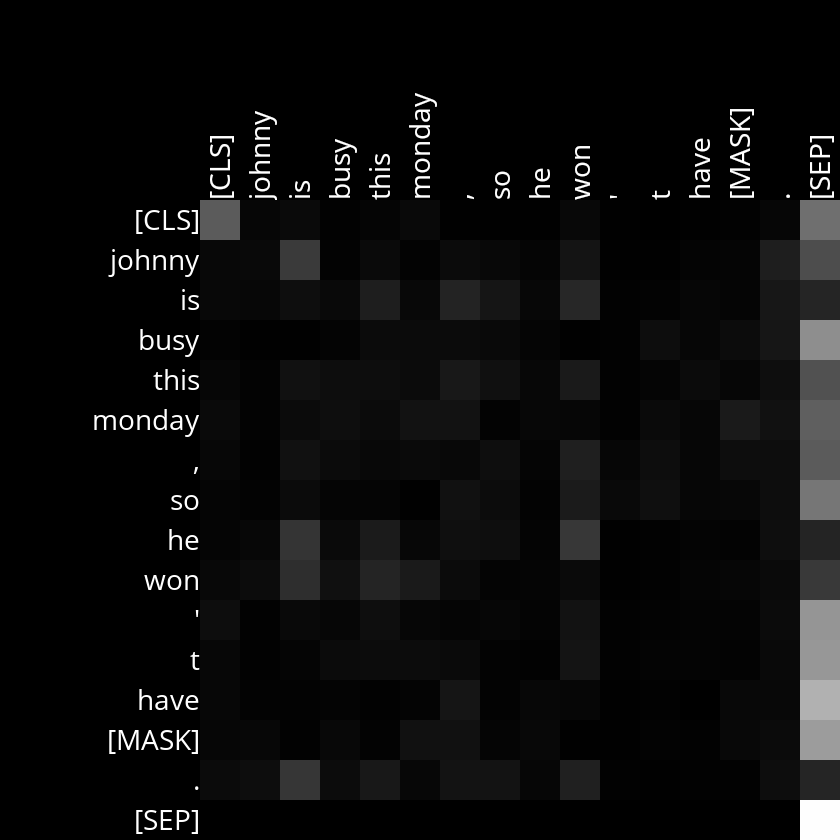 [CLS] johnny is busy this monday , so he won ' t have [MASK] . [SEP]
[CLS]
johnny
is
busy
this
monday
,
so
he
won
'
t
have
[MASK]
.
[SEP]